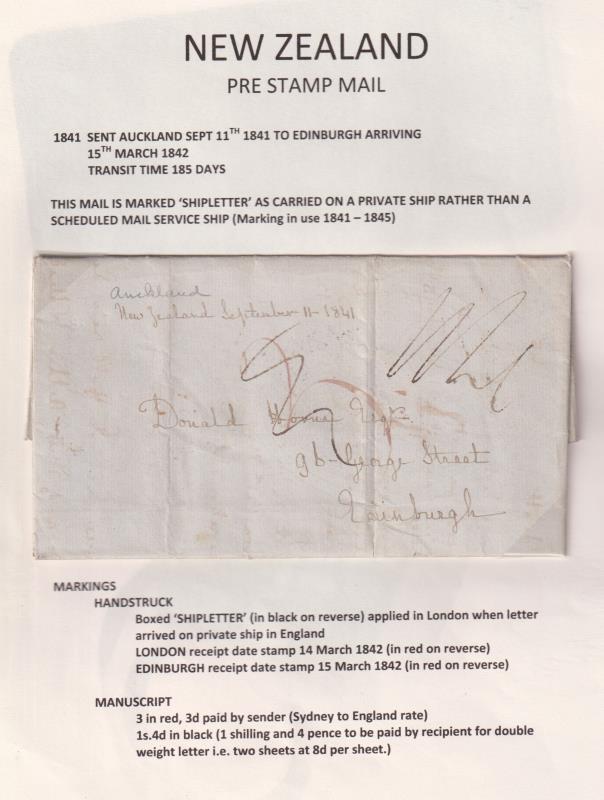 NEW ZEALAND
PRE STAMP MAIL
1841 SENT AUCKLAND SEPT 11TH 1841 TO EDINBURGH ARRIVING
15TH MARCH 1842
TRANSIT TIME 185 DAYS
THIS MAIL IS MARKED ‘SHIPLETTER’ AS CARRIED ON A PRIVATE SHIP RATHER THAN A
SCHEDULED MAIL SERVICE SHIP (Marking in use 1841 – 1845)
Auckland
New Zealand September 11 - 1841
Donald Horne Esqre
96 George Street
Edinburgh
MARKINGS
HANDSTRUCK
Boxed ‘SHIPLETTER’ (in black on reverse) applied in London when letter
arrived on private ship in England
LONDON receipt date stamp 14 March 1842 (in red on reverse)
EDINBURGH receipt date stamp 15 March 1842 (in red on reverse)
MANUSCRIPT
3 in red, 3d paid by sender (Sydney to England rate)
1s.4d in black (1 shilling and 4 pence to be paid by recipient for double
weight letter i.e. two sheets at 8d per sheet.)